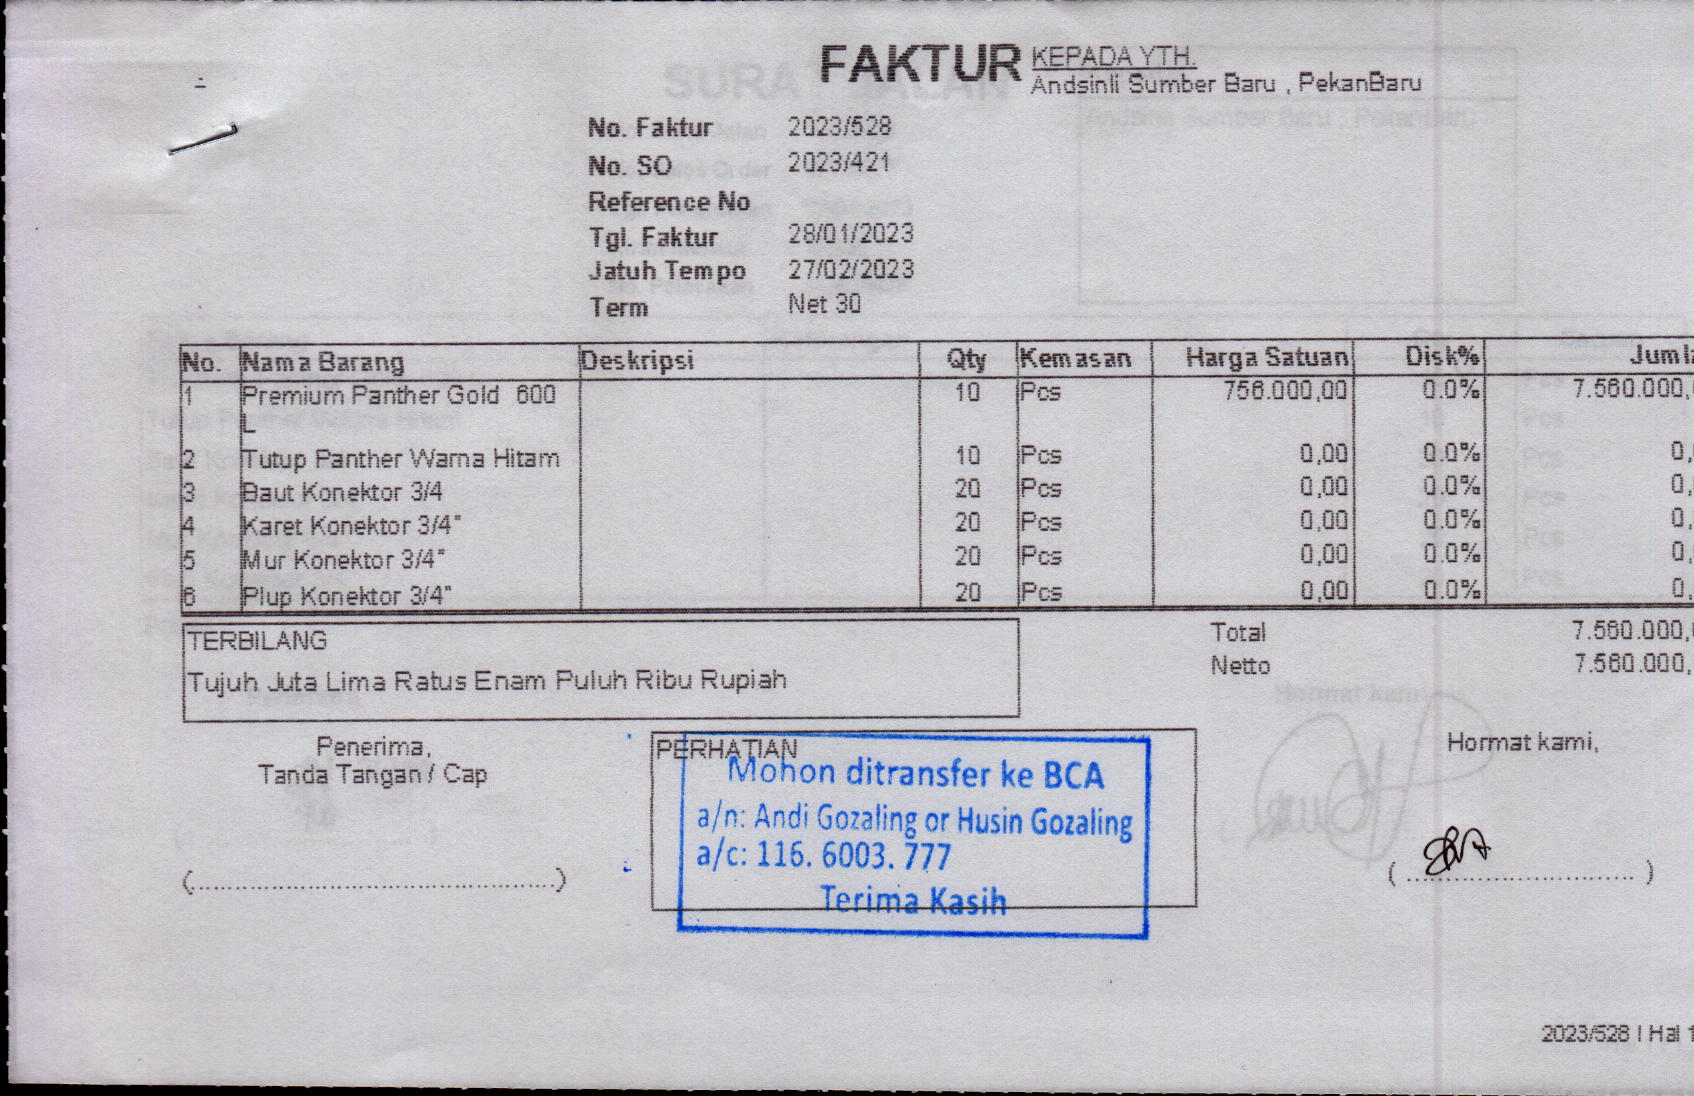 FAKTUR
KEPADA YTH.
Andsinli Sumber Baru , PekanBaru
No. Faktur 2023/528
No. SO 2023/421
Reference No
Tgl. Faktur 28/01/2023
Jatuh Tempo 27/02/2023
Term Net 30
No. Nama Barang Deskripsi Qty Kemasan Harga Satuan Disk% Jumla
1 Premium Panther Gold 600 10 Pcs 756.000,00 0.0% 7.560.000,
L
2 Tutup Panther Warna Hitam 10 Pcs 0,00 0.0% 0,
3 Baut Konektor 3/4 20 Pcs 0,00 0.0% 0,
4 Karet Konektor 3/4" 20 Pcs 0,00 0.0% 0,
5 Mur Konektor 3/4" 20 Pcs 0,00 0.0% 0,
6 Plup Konektor 3/4" 20 Pcs 0,00 0.0% 0,
TERBILANG
Tujuh Juta Lima Ratus Enam Puluh Ribu Rupiah
Total 7.560.000,
Netto 7.560.000,
Penerima,
Tanda Tangan / Cap
PERHATIAN
Mohon ditransfer ke BCA
a/n: Andi Gozaling or Husin Gozaling
a/c: 116. 6003. 777
Terima Kasih
Hormat kami,
2023/528 | Hal 1